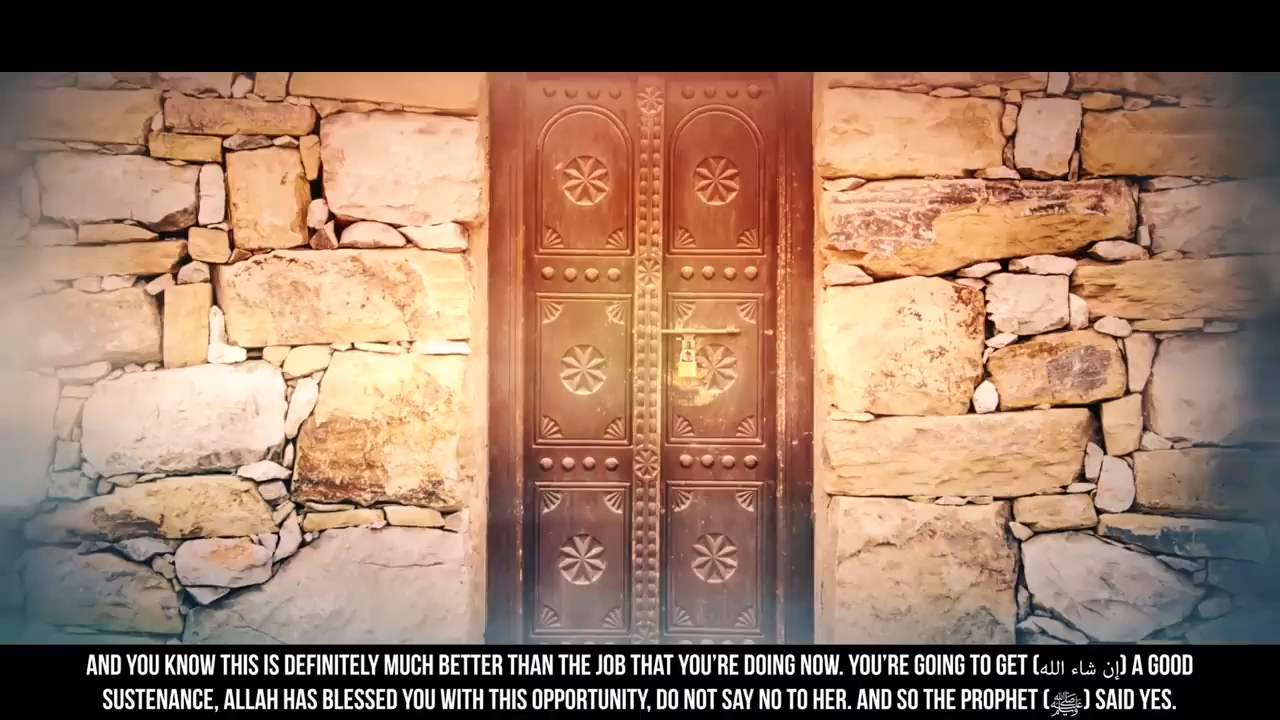 AND YOU KNOW THIS IS DEFINITELY MUCH BETTER THAN THE JOB THAT YOU'RE DOING NOW. YOU'RE GOING TO GET (إن شاء الله) A GOOD
SUSTENANCE, ALLAH HAS BLESSED YOU WITH THIS OPPORTUNITY, DO NOT SAY NO TO HER. AND SO THE PROPHET (ﷺ) SAID YES.